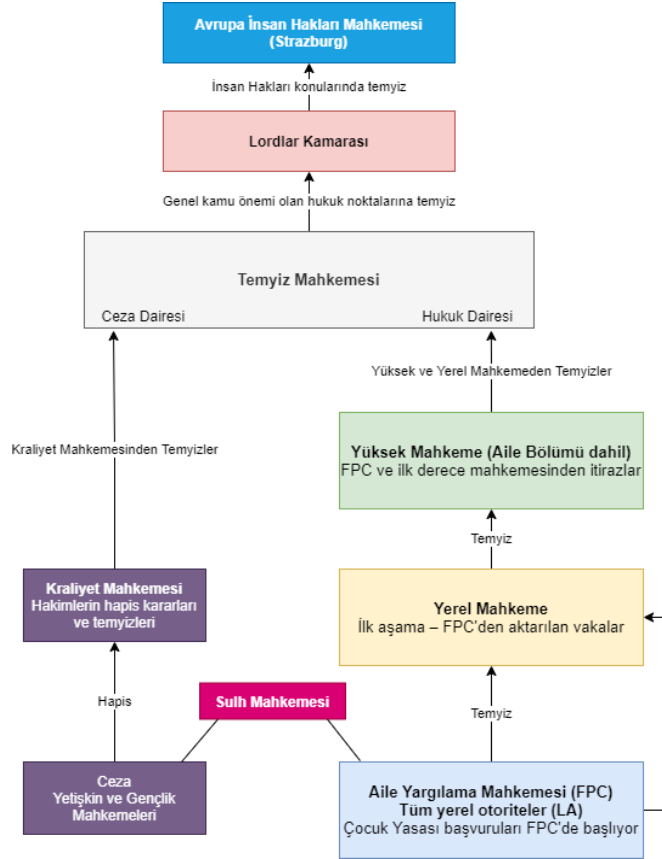 Avrupa İnsan Hakları Mahkemesi
(Strazburg)
İnsan Hakları konularında temyiz
Lordlar Kamarası
Genel kamu önemi olan hukuk noktalarına temyiz
Temyiz Mahkemesi
Ceza Dairesi
Hukuk Dairesi
Yüksek ve Yerel Mahkemeden Temyizler
Kraliyet Mahkemesinden Temyizler
Yüksek Mahkeme (Aile Bölümü dahil)
FPC ve ilk derece mahkemesinden itirazlar
Temyiz
Kraliyet Mahkemesi
Hakimlerin hapis kararları
ve temyizleri
Yerel Mahkeme
İlk aşama – FPC'den aktarılan vakalar
Hapis
Sulh Mahkemesi
Temyiz
Ceza
Yetişkin ve Gençlik
Mahkemeleri
Aile Yargılama Mahkemesi (FPC)
Tüm yerel otoriteler (LA)
Çocuk Yasası başvuruları FPC'de başlıyor